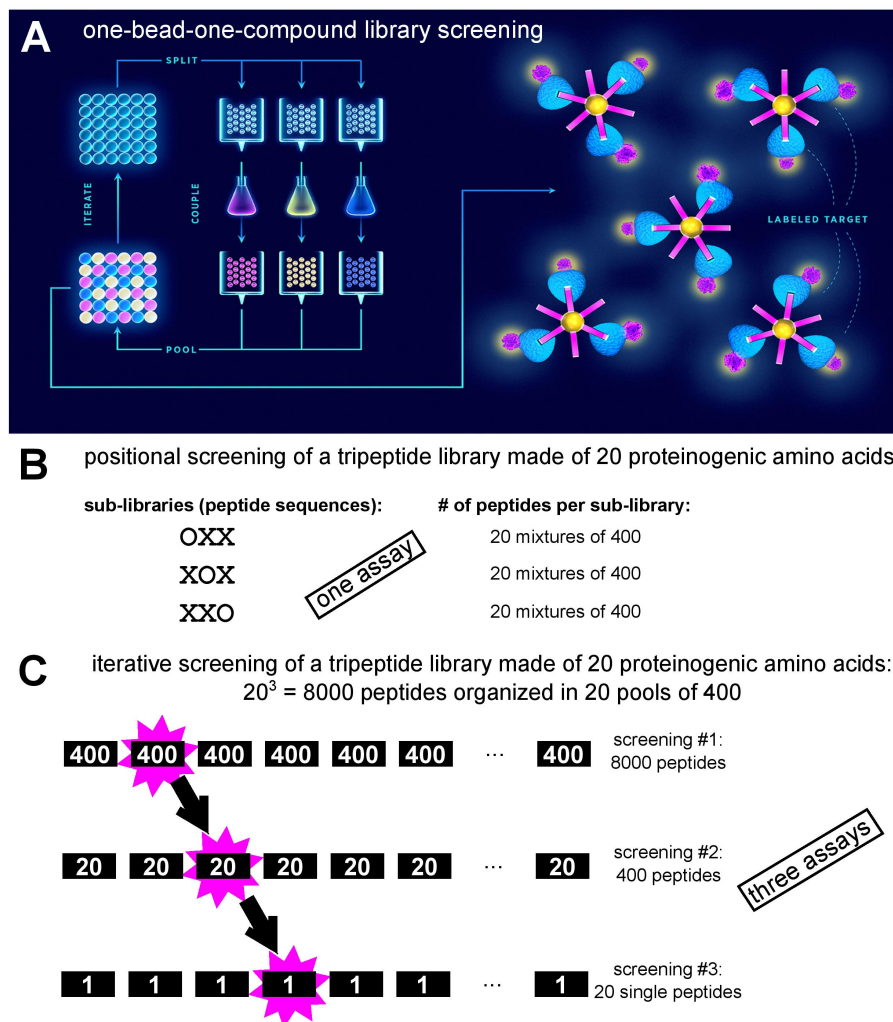 A one-bead-one-compound library screening
SPLIT
ITERATE
COUPLE
POOL
LABELED TARGET
B positional screening of a tripeptide library made of 20 proteinogenic amino acids
sub-libraries (peptide sequences):
# of peptides per sub-library:
OXX
20 mixtures of 400
XOX
20 mixtures of 400
XXO
20 mixtures of 400
one assay
C iterative screening of a tripeptide library made of 20 proteinogenic amino acids:
20³ = 8000 peptides organized in 20 pools of 400
400 400 400 400 400 400 ... 400
screening #1:
8000 peptides
20 20 20 20 20 20 ... 20
screening #2:
400 peptides
three assays
1 1 1 1 1 1 ... 1
screening #3:
20 single peptides